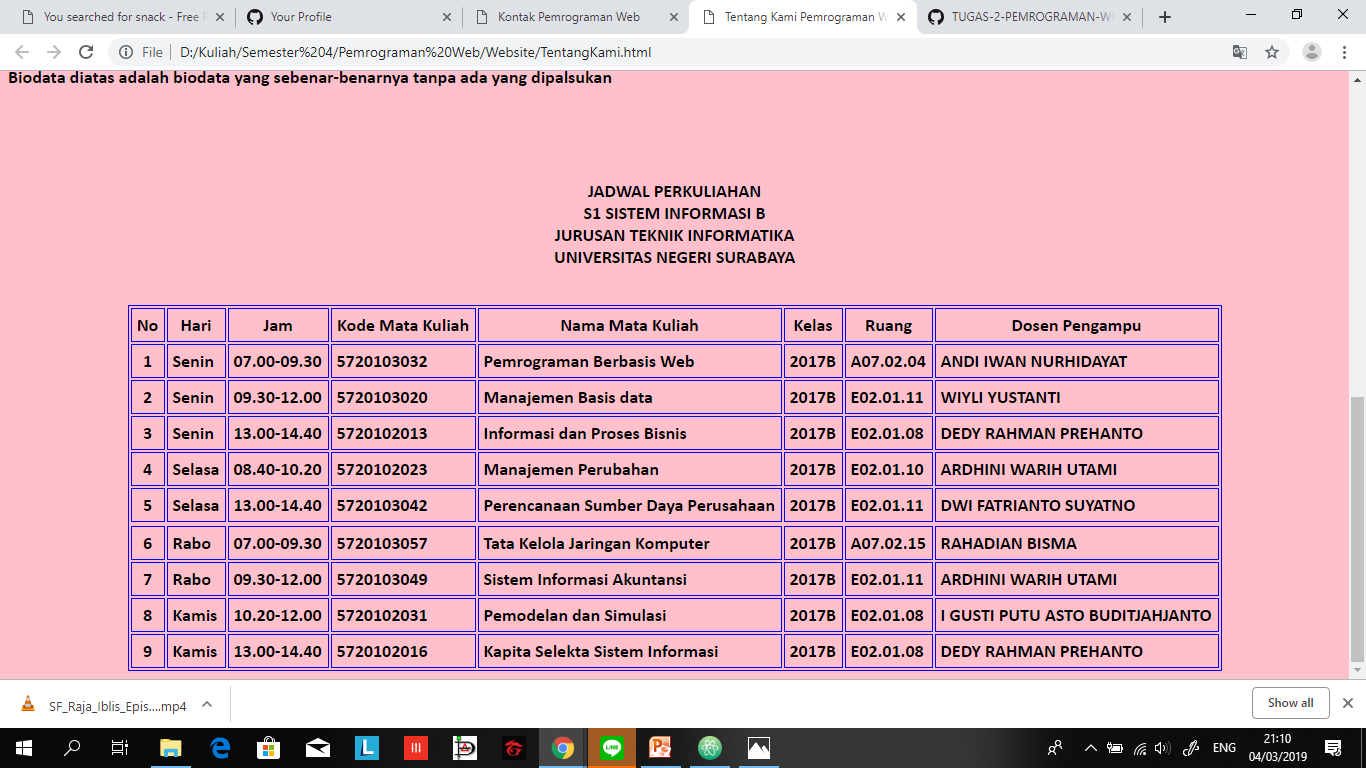 You searched for snack - Free P
Your Profile
Kontak Pemrograman Web
Tentang Kami Pemrograman W
TUGAS-2-PEMROGRAMAN-WE
File D:/Kuliah/Semester%204/Pemrograman%20Web/Website/TentangKami.html
Biodata diatas adalah biodata yang sebenar-benarnya tanpa ada yang dipalsukan
JADWAL PERKULIAHAN
S1 SISTEM INFORMASI B
JURUSAN TEKNIK INFORMATIKA
UNIVERSITAS NEGERI SURABAYA
No Hari Jam Kode Mata Kuliah Nama Mata Kuliah Kelas Ruang Dosen Pengampu
1 Senin 07.00-09.30 5720103032 Pemrograman Berbasis Web 2017B A07.02.04 ANDI IWAN NURHIDAYAT
2 Senin 09.30-12.00 5720103020 Manajemen Basis data 2017B E02.01.11 WIYLI YUSTANTI
3 Senin 13.00-14.40 5720102013 Informasi dan Proses Bisnis 2017B E02.01.08 DEDY RAHMAN PREHANTO
4 Selasa 08.40-10.20 5720102023 Manajemen Perubahan 2017B E02.01.10 ARDHINI WARIH UTAMI
5 Selasa 13.00-14.40 5720103042 Perencanaan Sumber Daya Perusahaan 2017B E02.01.11 DWI FATRIANTO SUYATNO
6 Rabo 07.00-09.30 5720103057 Tata Kelola Jaringan Komputer 2017B A07.02.15 RAHADIAN BISMA
7 Rabo 09.30-12.00 5720103049 Sistem Informasi Akuntansi 2017B E02.01.11 ARDHINI WARIH UTAMI
8 Kamis 10.20-12.00 5720102031 Pemodelan dan Simulasi 2017B E02.01.08 I GUSTI PUTU ASTO BUDITJAHJANTO
9 Kamis 13.00-14.40 5720102016 Kapita Selekta Sistem Informasi 2017B E02.01.08 DEDY RAHMAN PREHANTO
SF_Raja_Iblis_Epis....mp4
Show all
ENG
21:10
04/03/2019